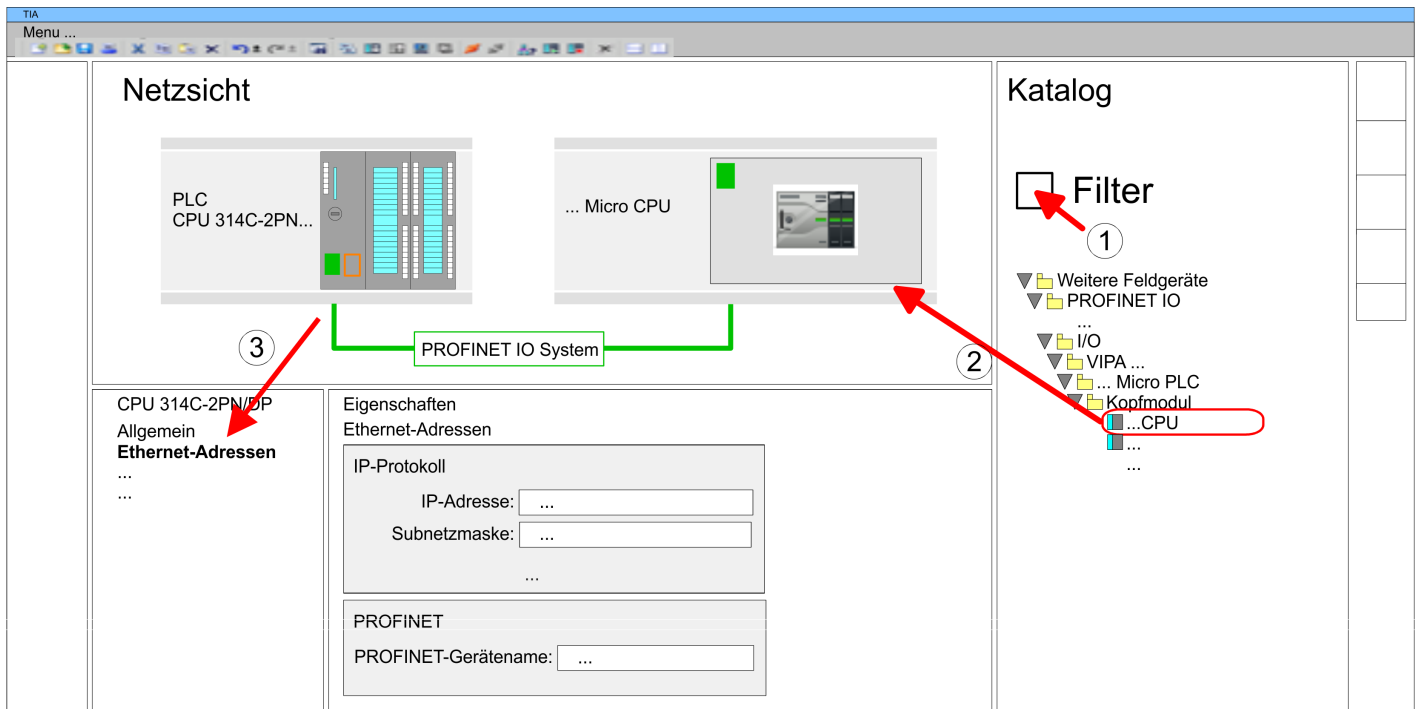 TIA
Menu ...
Netzsicht
PLC
CPU 314C-2PN...
... Micro CPU
PROFINET IO System
3
2
Katalog
Filter
1
Weitere Feldgeräte
PROFINET IO
...
I/O
VIPA ...
... Micro PLC
Kopfmodul
...CPU
...
...
CPU 314C-2PN/DP
Allgemein
Ethernet-Adressen
...
...
Eigenschaften
Ethernet-Adressen
IP-Protokoll
IP-Adresse: ...
Subnetzmaske: ...
...
PROFINET
PROFINET-Gerätename: ...